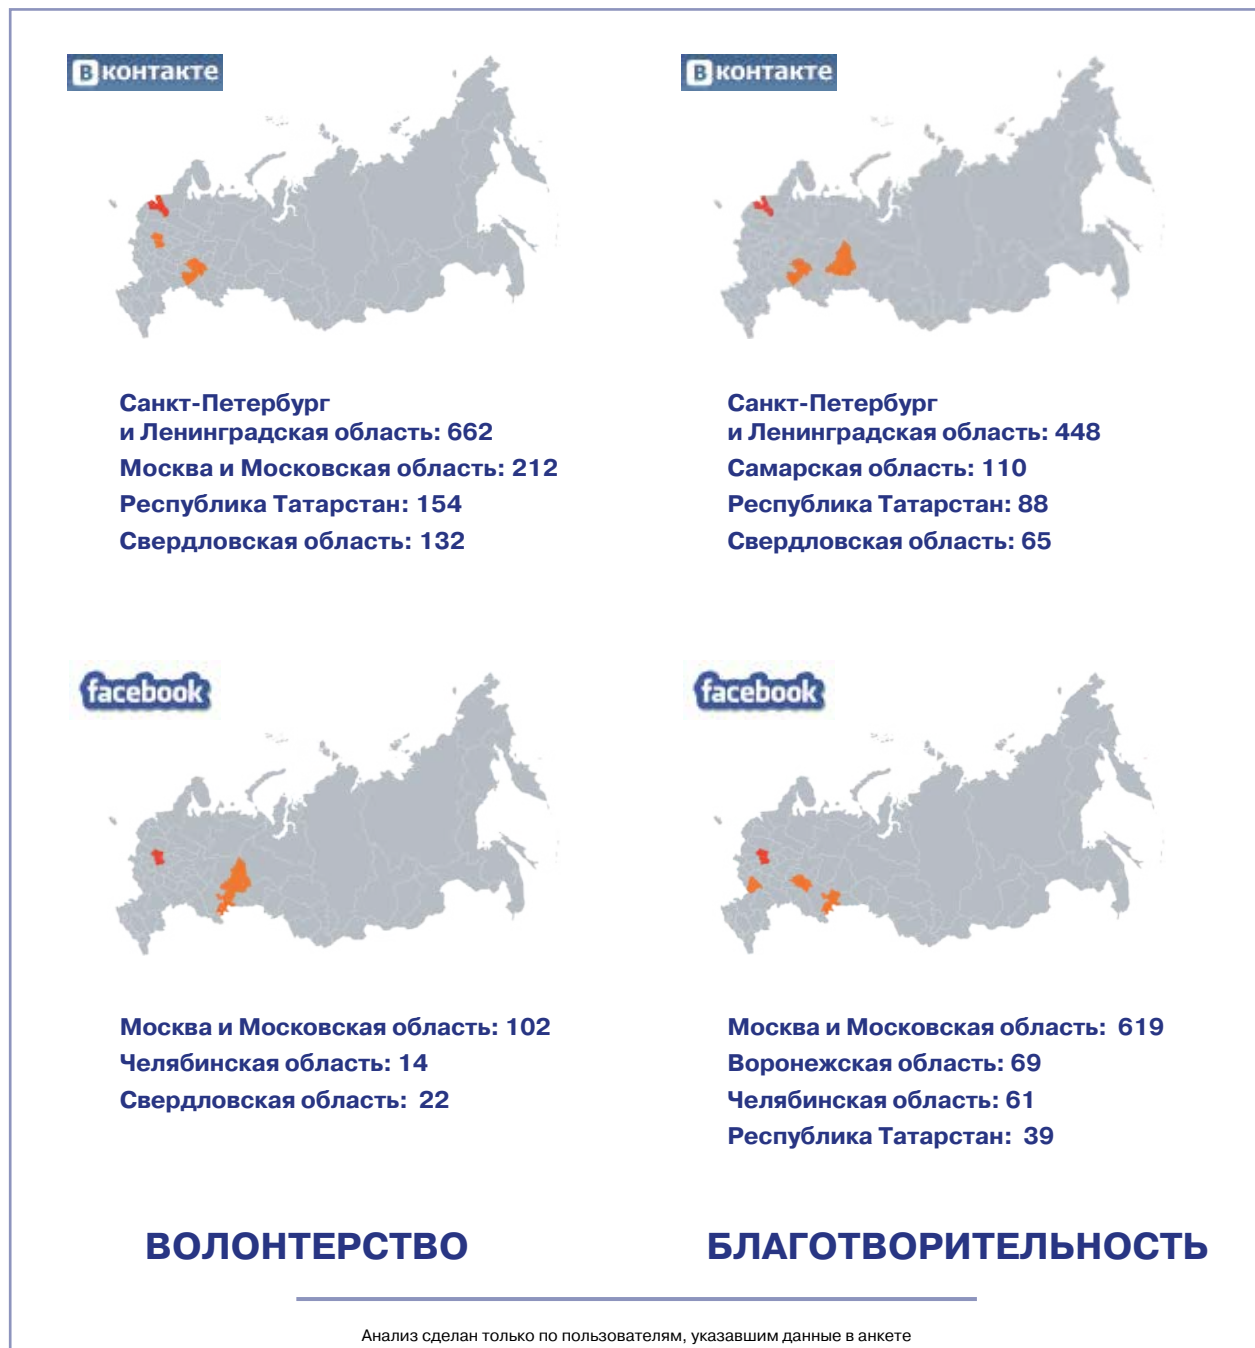 В контакте
Санкт-Петербург
и Ленинградская область: 662
Москва и Московская область: 212
Республика Татарстан: 154
Свердловская область: 132
В контакте
Санкт-Петербург
и Ленинградская область: 448
Самарская область: 110
Республика Татарстан: 88
Свердловская область: 65
facebook
Москва и Московская область: 102
Челябинская область: 14
Свердловская область: 22
facebook
Москва и Московская область: 619
Воронежская область: 69
Челябинская область: 61
Республика Татарстан: 39
ВОЛОНТЕРСТВО
БЛАГОТВОРИТЕЛЬНОСТЬ
Анализ сделан только по пользователям, указавшим данные в анкете